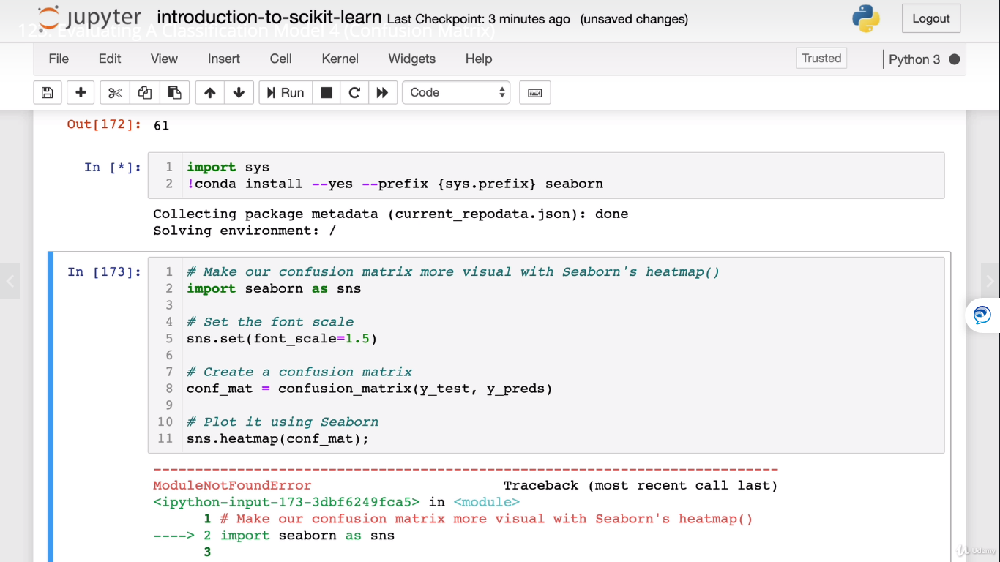 jupyter introduction-to-scikit-learn Last Checkpoint: 3 minutes ago (unsaved changes)
Logout
123. Evaluating A Classification Model 4 (Confusion Matrix)
File Edit View Insert Cell Kernel Widgets Help
Trusted
Python 3
Run
Code
Out[172]: 61
In [*]:
1 import sys
2 !conda install --yes --prefix {sys.prefix} seaborn
Collecting package metadata (current_repodata.json): done
Solving environment: /
In [173]:
1 # Make our confusion matrix more visual with Seaborn's heatmap()
2 import seaborn as sns
3
4 # Set the font scale
5 sns.set(font_scale=1.5)
6
7 # Create a confusion matrix
8 conf_mat = confusion_matrix(y_test, y_preds)
9
10 # Plot it using Seaborn
11 sns.heatmap(conf_mat);
---------------------------------------------------------------------------
ModuleNotFoundError Traceback (most recent call last)
<ipython-input-173-3dbf6249fca5> in <module>
1 # Make our confusion matrix more visual with Seaborn's heatmap()
----> 2 import seaborn as sns
3
Udemy